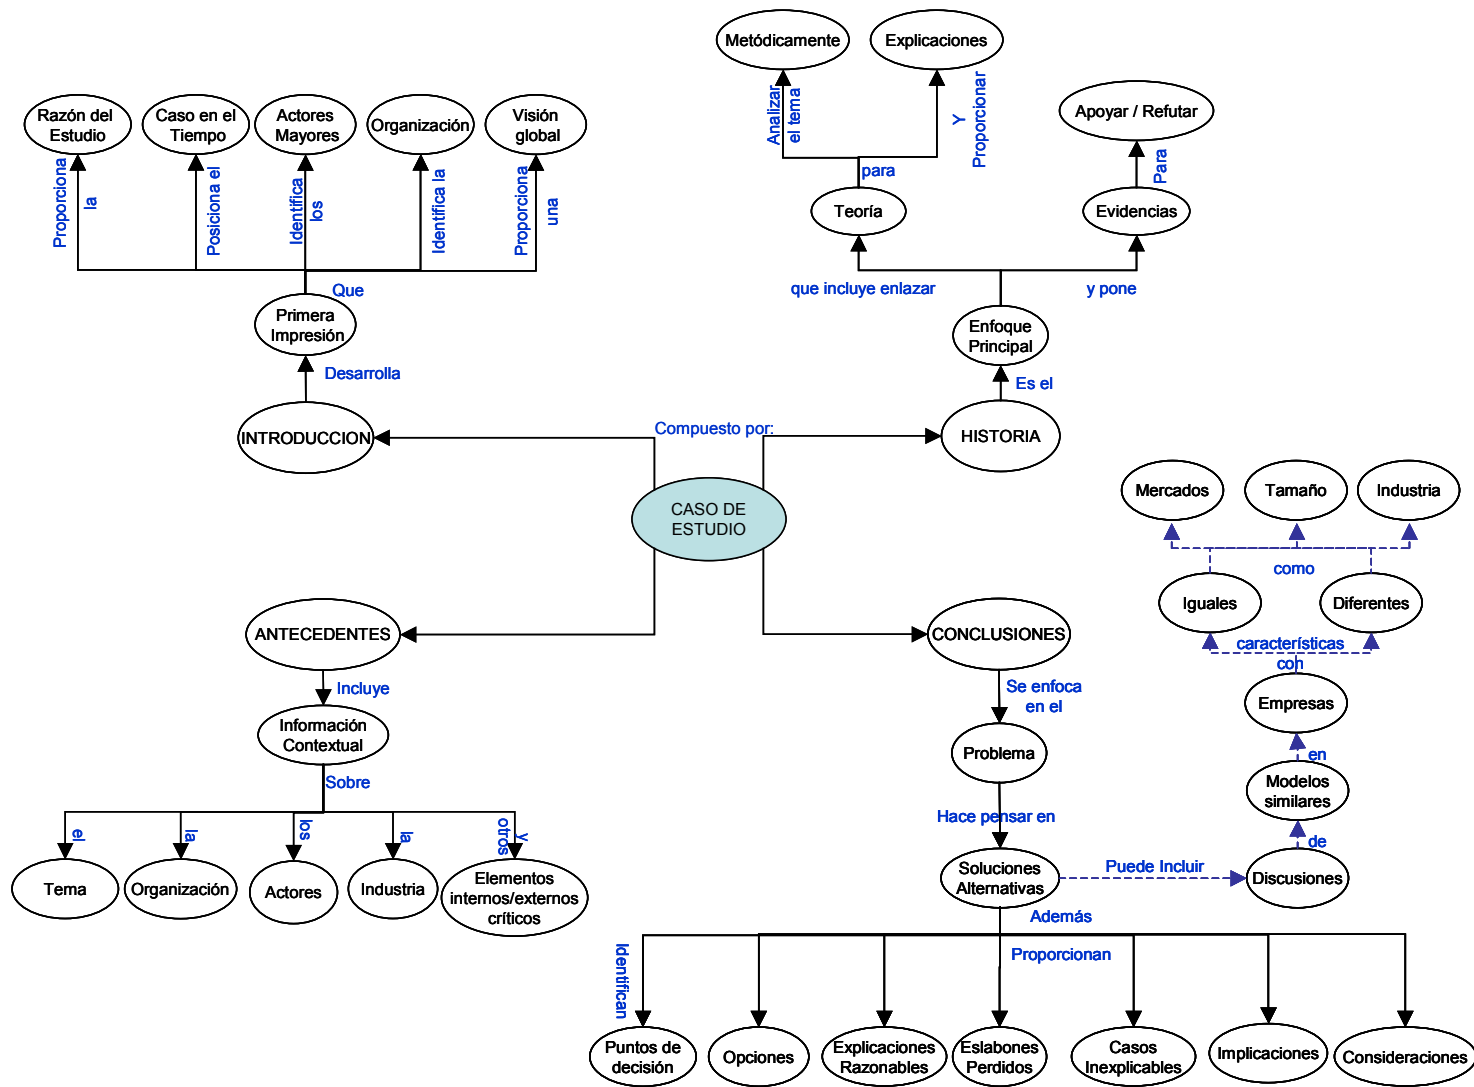 Metódicamente
Explicaciones
Analizar
el tema
Y
Proporcionar
Apoyar / Refutar
Razón del
Estudio
Caso en el
Tiempo
Actores
Mayores
Organización
Visión
global
Proporciona
la
Posiciona el
Identifica
los
Identifica la
Proporciona
una
para
Para
Teoría
Evidencias
que incluye enlazar
y pone
Que
Primera
Impresión
Enfoque
Principal
Desarrolla
Es el
INTRODUCCION
Compuesto por:
HISTORIA
CASO DE
ESTUDIO
Mercados
Tamaño
Industria
como
Iguales
Diferentes
características
con
Empresas
en
Modelos
similares
de
Discusiones
ANTECEDENTES
CONCLUSIONES
Incluye
Se enfoca
en el
Información
Contextual
Problema
Sobre
Hace pensar en
el
la
los
la
Y
otros
Tema
Organización
Actores
Industria
Elementos
internos/externos
críticos
Soluciones
Alternativas
Puede Incluir
Además
Identifican
Proporcionan
Puntos de
decisión
Opciones
Explicaciones
Razonables
Eslabones
Perdidos
Casos
Inexplicables
Implicaciones
Consideraciones